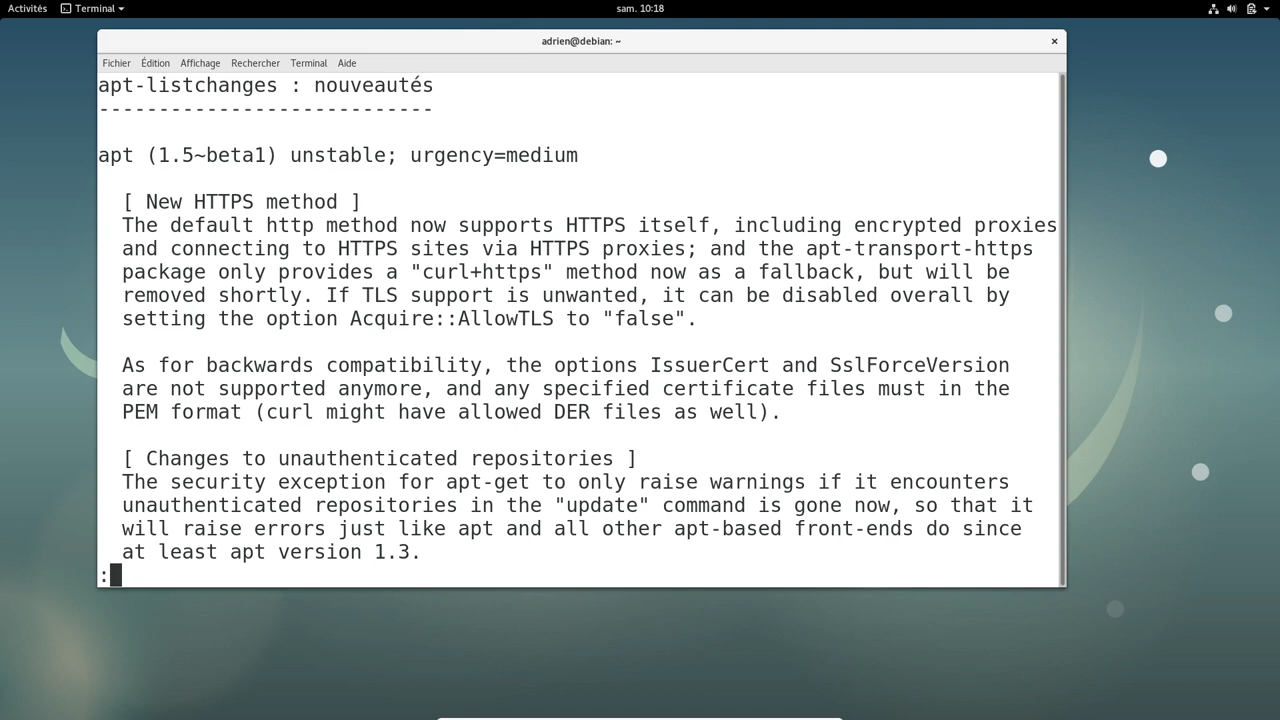 Activités Terminal sam. 10:18
adrien@debian: ~ ×
Fichier Édition Affichage Rechercher Terminal Aide
apt-listchanges : nouveautés
----------------------------
apt (1.5~beta1) unstable; urgency=medium
[ New HTTPS method ]
The default http method now supports HTTPS itself, including encrypted proxies
and connecting to HTTPS sites via HTTPS proxies; and the apt-transport-https
package only provides a "curl+https" method now as a fallback, but will be
removed shortly. If TLS support is unwanted, it can be disabled overall by
setting the option Acquire::AllowTLS to "false".
As for backwards compatibility, the options IssuerCert and SslForceVersion
are not supported anymore, and any specified certificate files must in the
PEM format (curl might have allowed DER files as well).
[ Changes to unauthenticated repositories ]
The security exception for apt-get to only raise warnings if it encounters
unauthenticated repositories in the "update" command is gone now, so that it
will raise errors just like apt and all other apt-based front-ends do since
at least apt version 1.3.
: